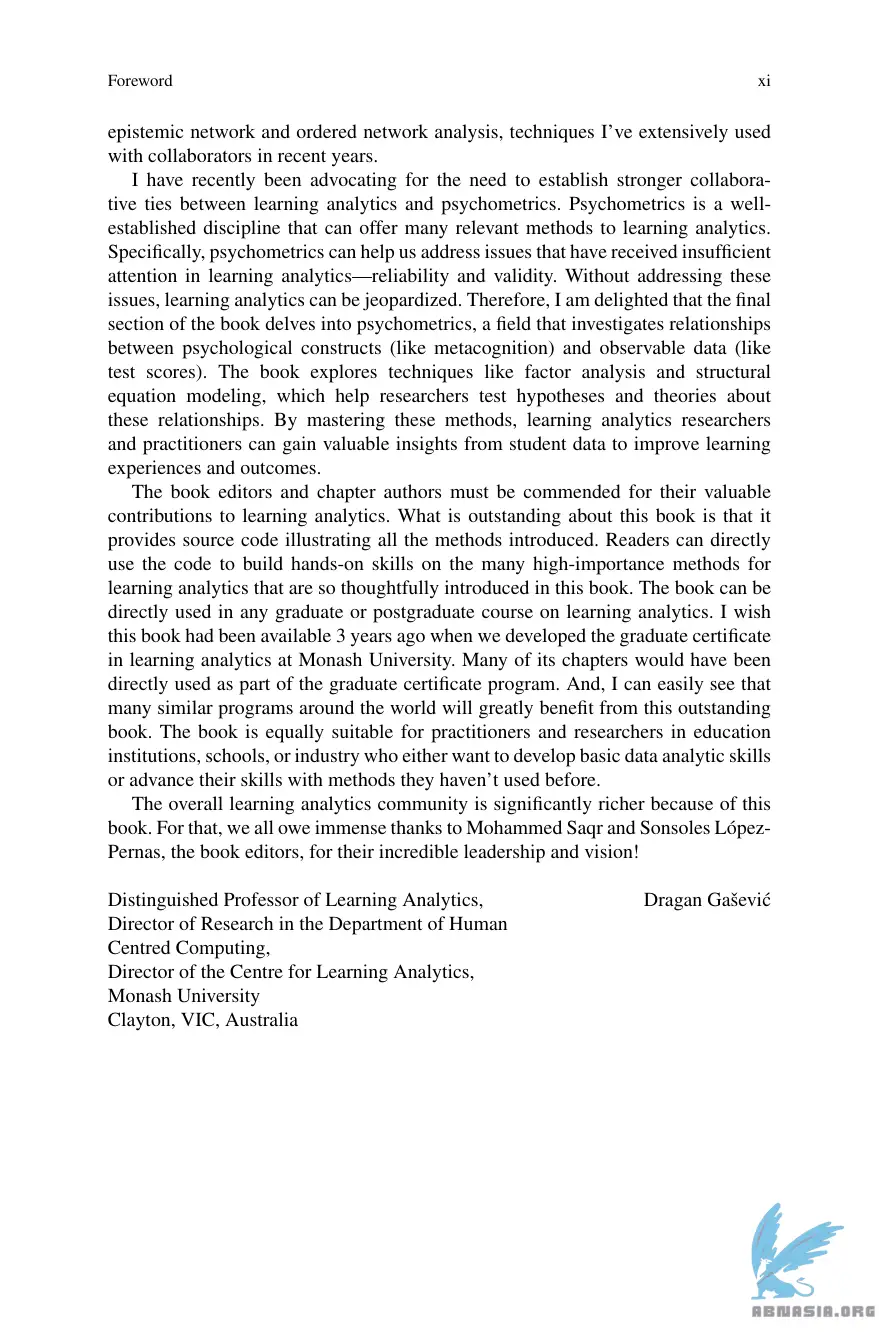 Foreword xi
epistemic network and ordered network analysis, techniques I've extensively used
with collaborators in recent years.
I have recently been advocating for the need to establish stronger collabora-
tive ties between learning analytics and psychometrics. Psychometrics is a well-
established discipline that can offer many relevant methods to learning analytics.
Specifically, psychometrics can help us address issues that have received insufficient
attention in learning analytics—reliability and validity. Without addressing these
issues, learning analytics can be jeopardized. Therefore, I am delighted that the final
section of the book delves into psychometrics, a field that investigates relationships
between psychological constructs (like metacognition) and observable data (like
test scores). The book explores techniques like factor analysis and structural
equation modeling, which help researchers test hypotheses and theories about
these relationships. By mastering these methods, learning analytics researchers
and practitioners can gain valuable insights from student data to improve learning
experiences and outcomes.
The book editors and chapter authors must be commended for their valuable
contributions to learning analytics. What is outstanding about this book is that it
provides source code illustrating all the methods introduced. Readers can directly
use the code to build hands-on skills on the many high-importance methods for
learning analytics that are so thoughtfully introduced in this book. The book can be
directly used in any graduate or postgraduate course on learning analytics. I wish
this book had been available 3 years ago when we developed the graduate certificate
in learning analytics at Monash University. Many of its chapters would have been
directly used as part of the graduate certificate program. And, I can easily see that
many similar programs around the world will greatly benefit from this outstanding
book. The book is equally suitable for practitioners and researchers in education
institutions, schools, or industry who either want to develop basic data analytic skills
or advance their skills with methods they haven't used before.
The overall learning analytics community is significantly richer because of this
book. For that, we all owe immense thanks to Mohammed Saqr and Sonsoles López-
Pernas, the book editors, for their incredible leadership and vision!
Distinguished Professor of Learning Analytics, Dragan Gašević
Director of Research in the Department of Human
Centred Computing,
Director of the Centre for Learning Analytics,
Monash University
Clayton, VIC, Australia
ABNASIA.ORG